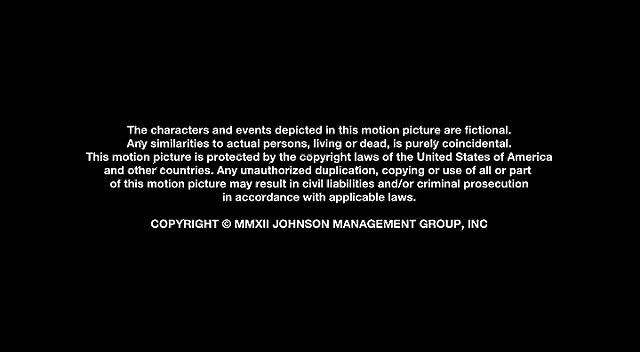 The characters and events depicted in this motion picture are fictional.
Any similarities to actual persons, living or dead, is purely coincidental.
This motion picture is protected by the copyright laws of the United States of America
and other countries. Any unauthorized duplication, copying or use of all or part
of this motion picture may result in civil liabilities and/or criminal prosecution
in accordance with applicable laws.
COPYRIGHT © MMXII JOHNSON MANAGEMENT GROUP, INC